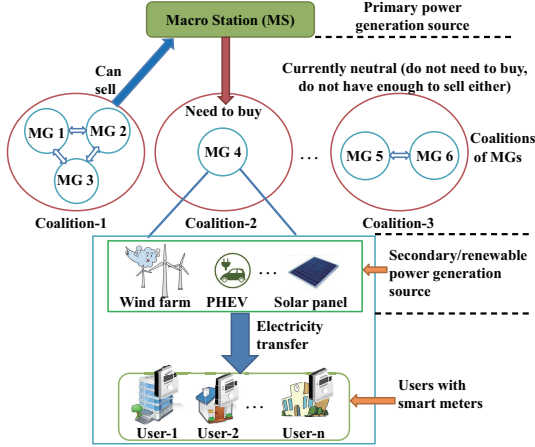 Macro Station (MS)
Primary power
generation source
Can
sell
Currently neutral (do not need to buy,
do not have enough to sell either)
Need to buy
MG 1
MG 2
MG 3
MG 4
...
MG 5
MG 6
Coalitions
of MGs
Coalition-1
Coalition-2
Coalition-3
Wind farm
PHEV
...
Solar panel
Secondary/renewable
power generation
source
Electricity
transfer
Users with
smart meters
...
User-1
User-2
User-n